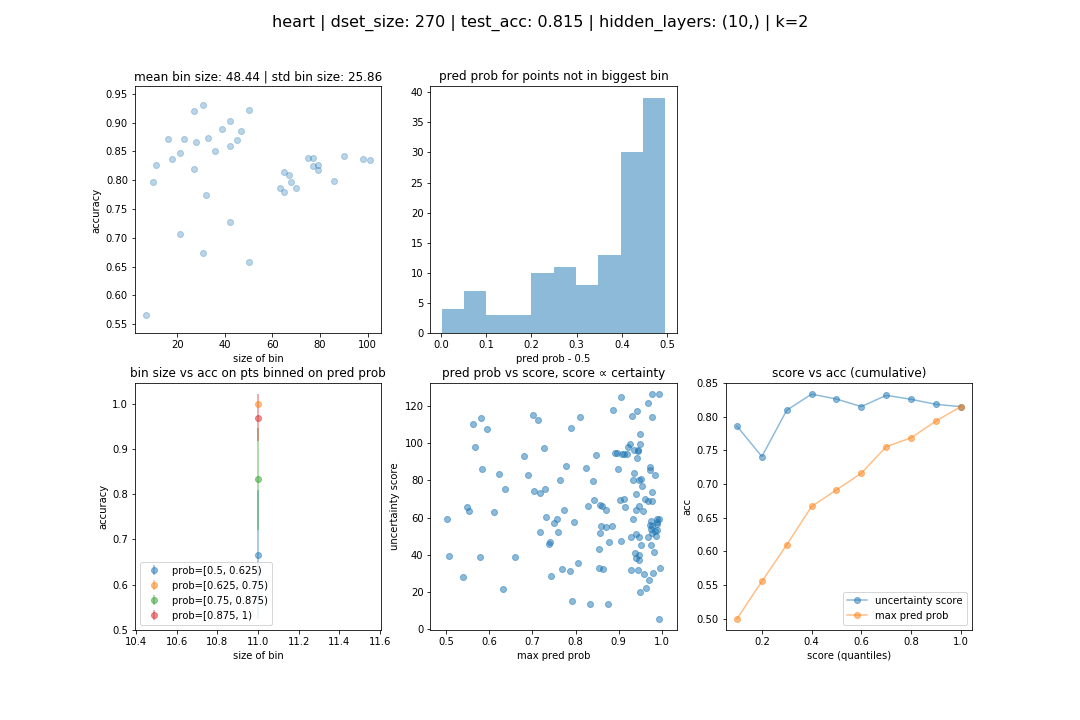 heart | dset_size: 270 | test_acc: 0.815 | hidden_layers: (10,) | k=2
mean bin size: 48.44 | std bin size: 25.86
0.95
0.90
0.85
0.80
0.75
0.70
0.65
0.60
0.55
accuracy
20 40 60 80 100
size of bin
pred prob for points not in biggest bin
40
35
30
25
20
15
10
5
0
0.0 0.1 0.2 0.3 0.4 0.5
pred prob - 0.5
bin size vs acc on pts binned on pred prob
1.0
0.9
0.8
0.7
0.6
0.5
accuracy
prob=[0.5, 0.625)
prob=[0.625, 0.75)
prob=[0.75, 0.875)
prob=[0.875, 1)
10.4 10.6 10.8 11.0 11.2 11.4 11.6
size of bin
pred prob vs score, score ∝ certainty
120
100
80
60
40
20
0
uncertainty score
0.5 0.6 0.7 0.8 0.9 1.0
max pred prob
score vs acc (cumulative)
0.85
0.80
0.75
0.70
0.65
0.60
0.55
0.50
acc
uncertainty score
max pred prob
0.2 0.4 0.6 0.8 1.0
score (quantiles)